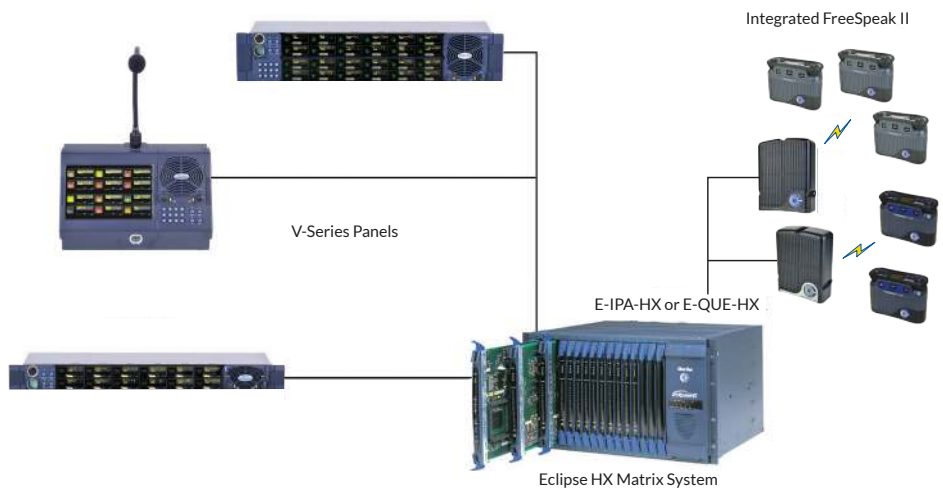 Integrated FreeSpeak II
V-Series Panels
E-IPA-HX or E-QUE-HX
Eclipse HX Matrix System